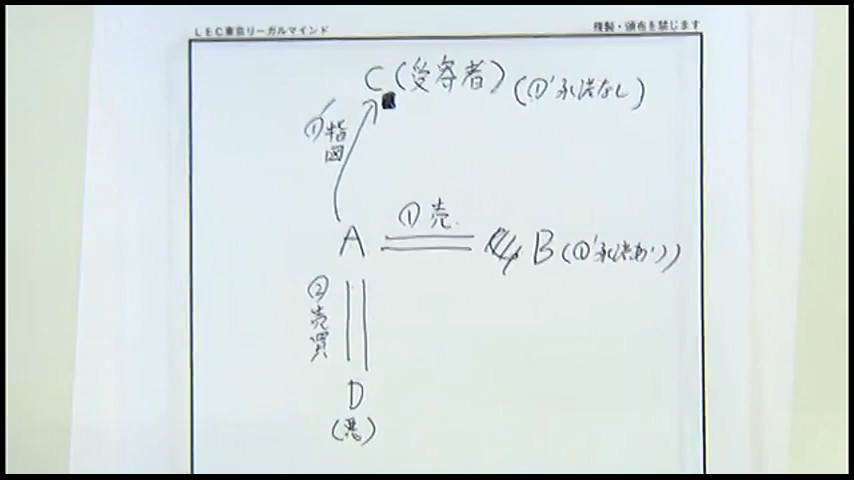 LEC東京リーガルマインド
複製・頒布を禁じます
C(受寄者)
(①'承諾なし)
①'指図
①売
A
B(①'承諾あり)
②売買
D
(悪)